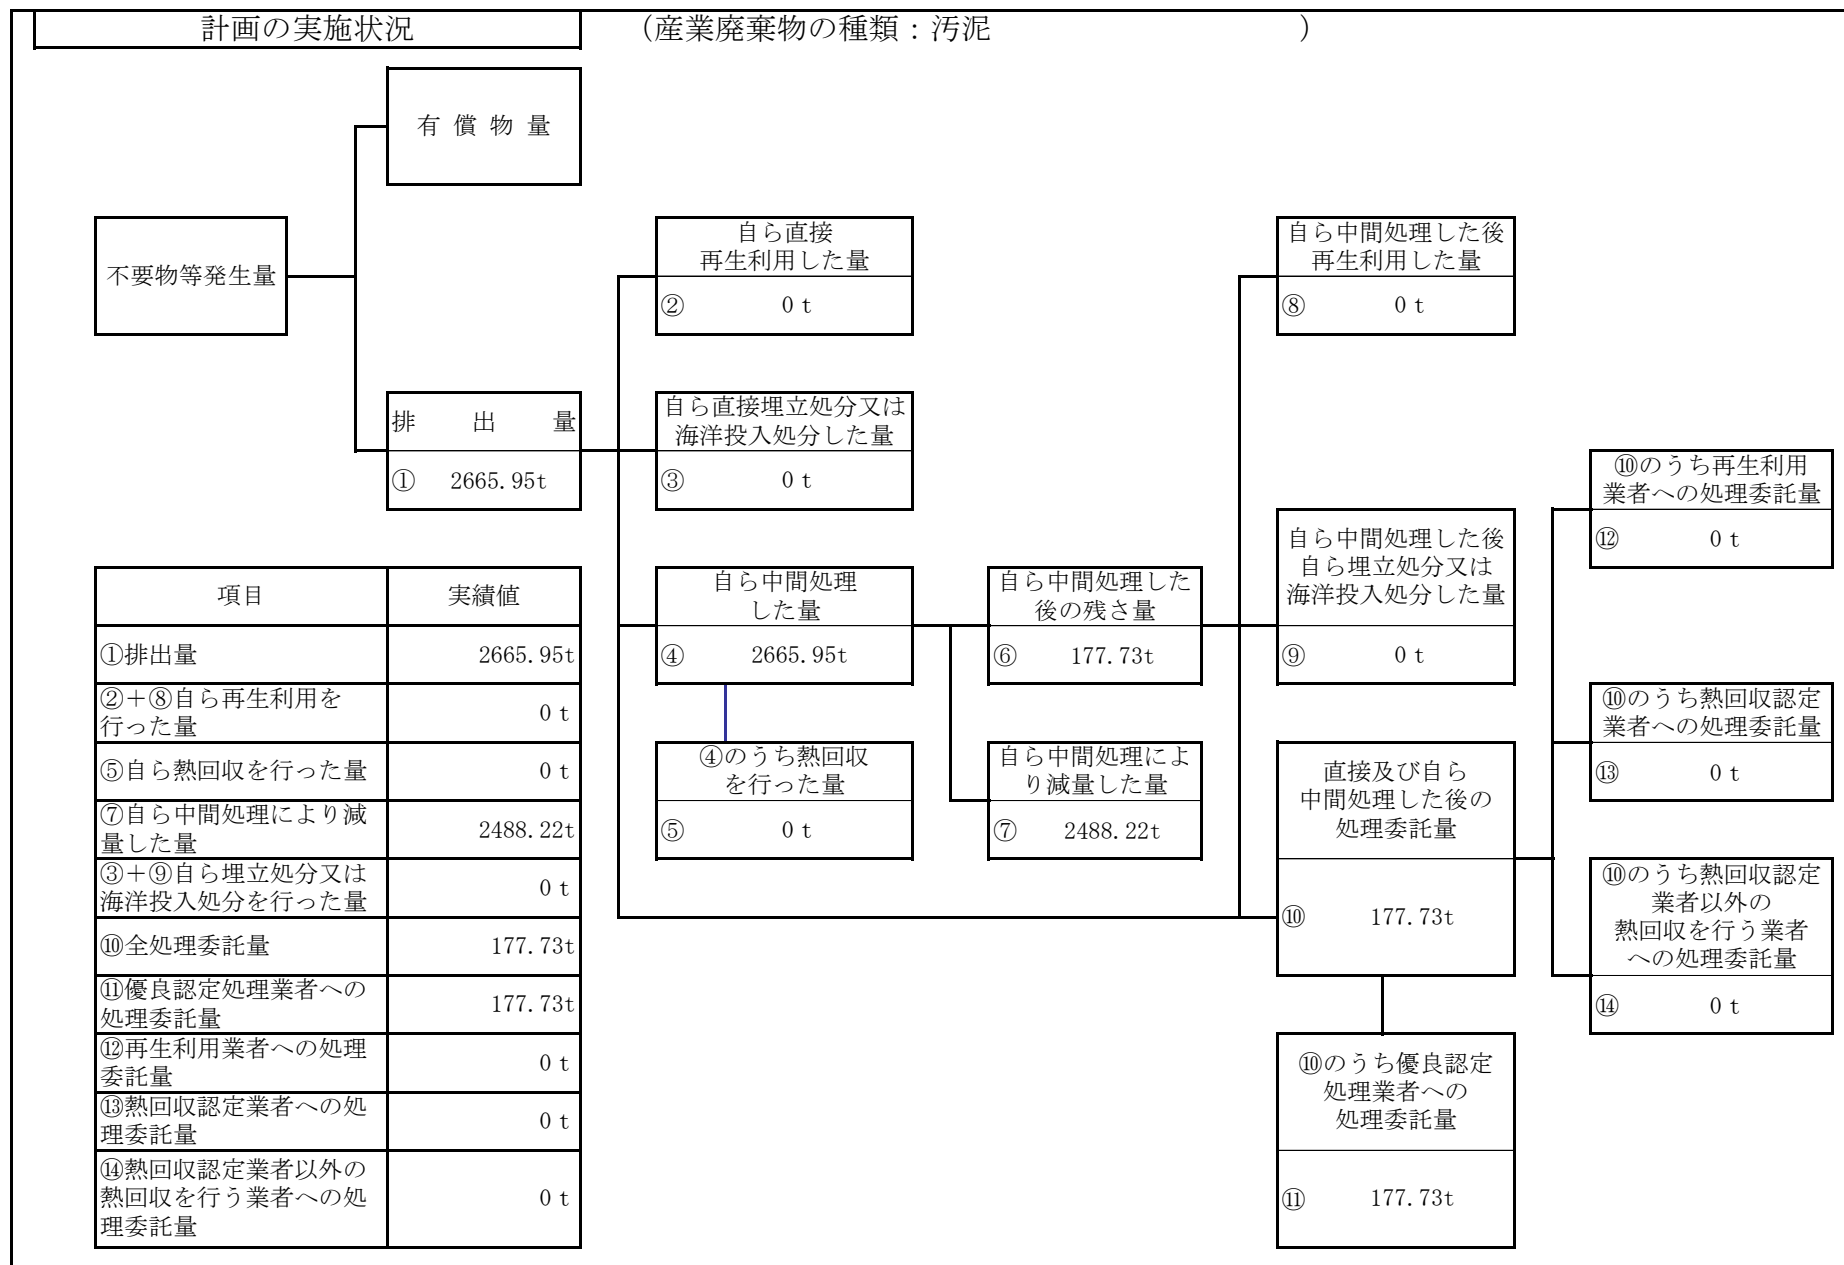 計画の実施状況 （産業廃棄物の種類：汚泥 ）
有償物量
不要物等発生量
自ら直接
再生利用した量
② 0 t
自ら中間処理した後
再生利用した量
⑧ 0 t
排出量
① 2665.95t
自ら直接埋立処分又は
海洋投入処分した量
③ 0 t
⑩のうち再生利用
業者への処理委託量
⑫ 0 t
自ら中間処理した後
自ら埋立処分又は
海洋投入処分した量
⑨ 0 t
自ら中間処理
した量
④ 2665.95t
自ら中間処理した
後の残さ量
⑥ 177.73t
④のうち熱回収
を行った量
⑤ 0 t
自ら中間処理によ
り減量した量
⑦ 2488.22t
直接及び自ら
中間処理した後の
処理委託量
⑩ 177.73t
⑩のうち熱回収認定
業者への処理委託量
⑬ 0 t
⑩のうち熱回収認定
業者以外の
熱回収を行う業者
への処理委託量
⑭ 0 t
⑩のうち優良認定
処理業者への
処理委託量
⑪ 177.73t
項目 実績値
①排出量 2665.95t
②＋⑧自ら再生利用を
行った量 0 t
⑤自ら熱回収を行った量 0 t
⑦自ら中間処理により減
量した量 2488.22t
③＋⑨自ら埋立処分又は
海洋投入処分を行った量 0 t
⑩全処理委託量 177.73t
⑪優良認定処理業者への
処理委託量 177.73t
⑫再生利用業者への処理
委託量 0 t
⑬熱回収認定業者への処
理委託量 0 t
⑭熱回収認定業者以外の
熱回収を行う業者への処
理委託量 0 t